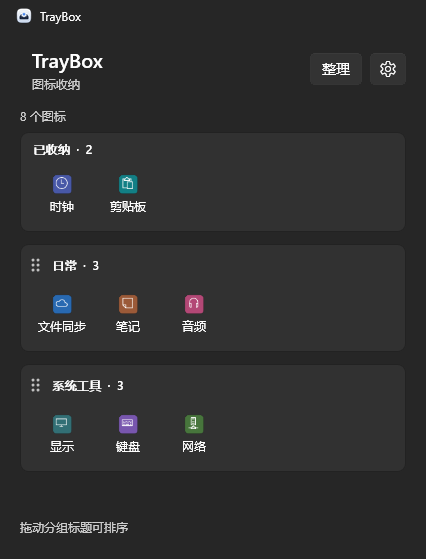 TrayBox
TrayBox
整理
图标收纳
8 个图标
已收纳 · 2
时钟 剪贴板
日常 · 3
文件同步 笔记 音频
系统工具 · 3
显示 键盘 网络
拖动分组标题可排序